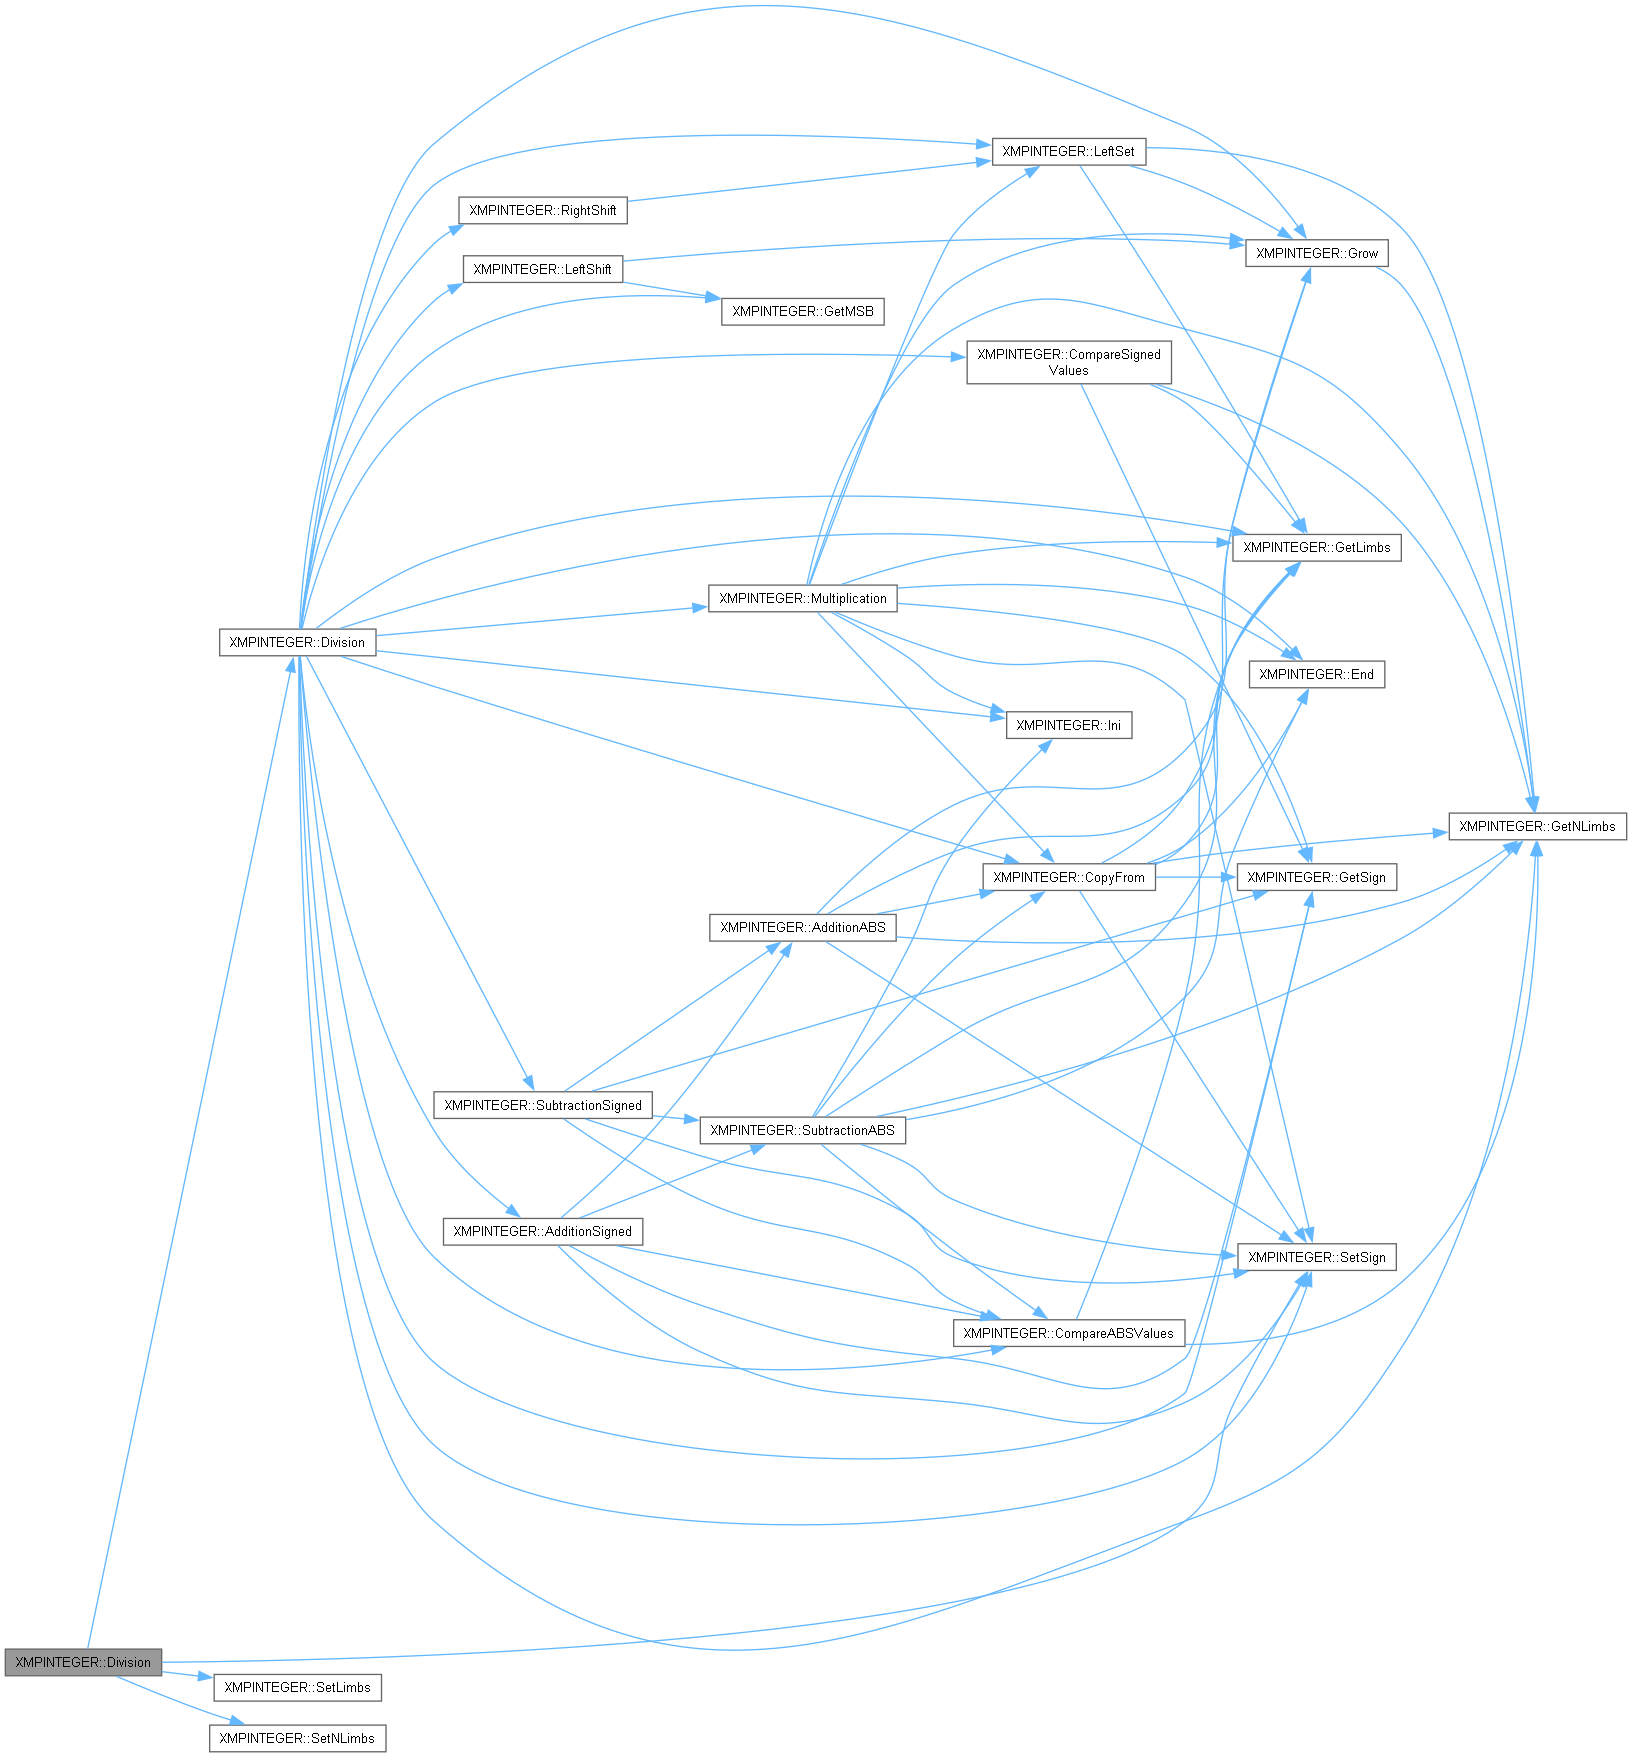 XMPINTEGER::LeftSet
XMPINTEGER::RightShift
XMPINTEGER::Grow
XMPINTEGER::LeftShift
XMPINTEGER::GetMSB
XMPINTEGER::CompareSigned
Values
XMPINTEGER::GetLimbs
XMPINTEGER::Multiplication
XMPINTEGER::Division
XMPINTEGER::End
XMPINTEGER::Ini
XMPINTEGER::GetNLimbs
XMPINTEGER::CopyFrom
XMPINTEGER::GetSign
XMPINTEGER::AdditionABS
XMPINTEGER::SubtractionSigned
XMPINTEGER::SubtractionABS
XMPINTEGER::AdditionSigned
XMPINTEGER::SetSign
XMPINTEGER::CompareABSValues
XMPINTEGER::Division
XMPINTEGER::SetLimbs
XMPINTEGER::SetNLimbs